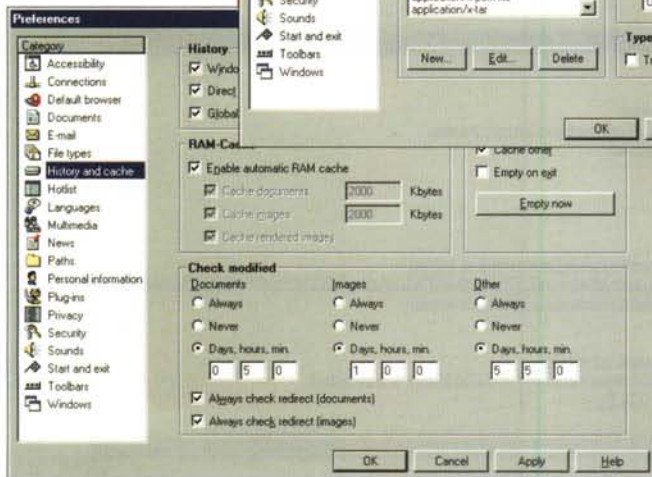 Preferences
Category
Accessibility
Connections
Default browser
Documents
E-mail
File types
History and cache
Hotlist
Languages
Multimedia
News
Paths
Personal information
Plug-ins
Privacy
Security
Sounds
Start and exit
Toolbars
Windows
Security
Sounds
Start and exit
Toolbars
Windows
application/x-tar
New...
Edit...
Delete
OK
History
Global
RAM-Cache
Enable automatic RAM cache
Cache documents 2000 Kbytes
Cache images 2000 Kbytes
Cache rendered images
Cache other
Empty on exit
Empty now
Check modified
Documents Images Other
Always Always Always
Never Never Never
Days, hours, min. Days, hours, min. Days, hours, min.
0 5 0 1 0 0 5 5 0
Always check redirect (documents)
Always check redirect (images)
OK Cancel Apply Help